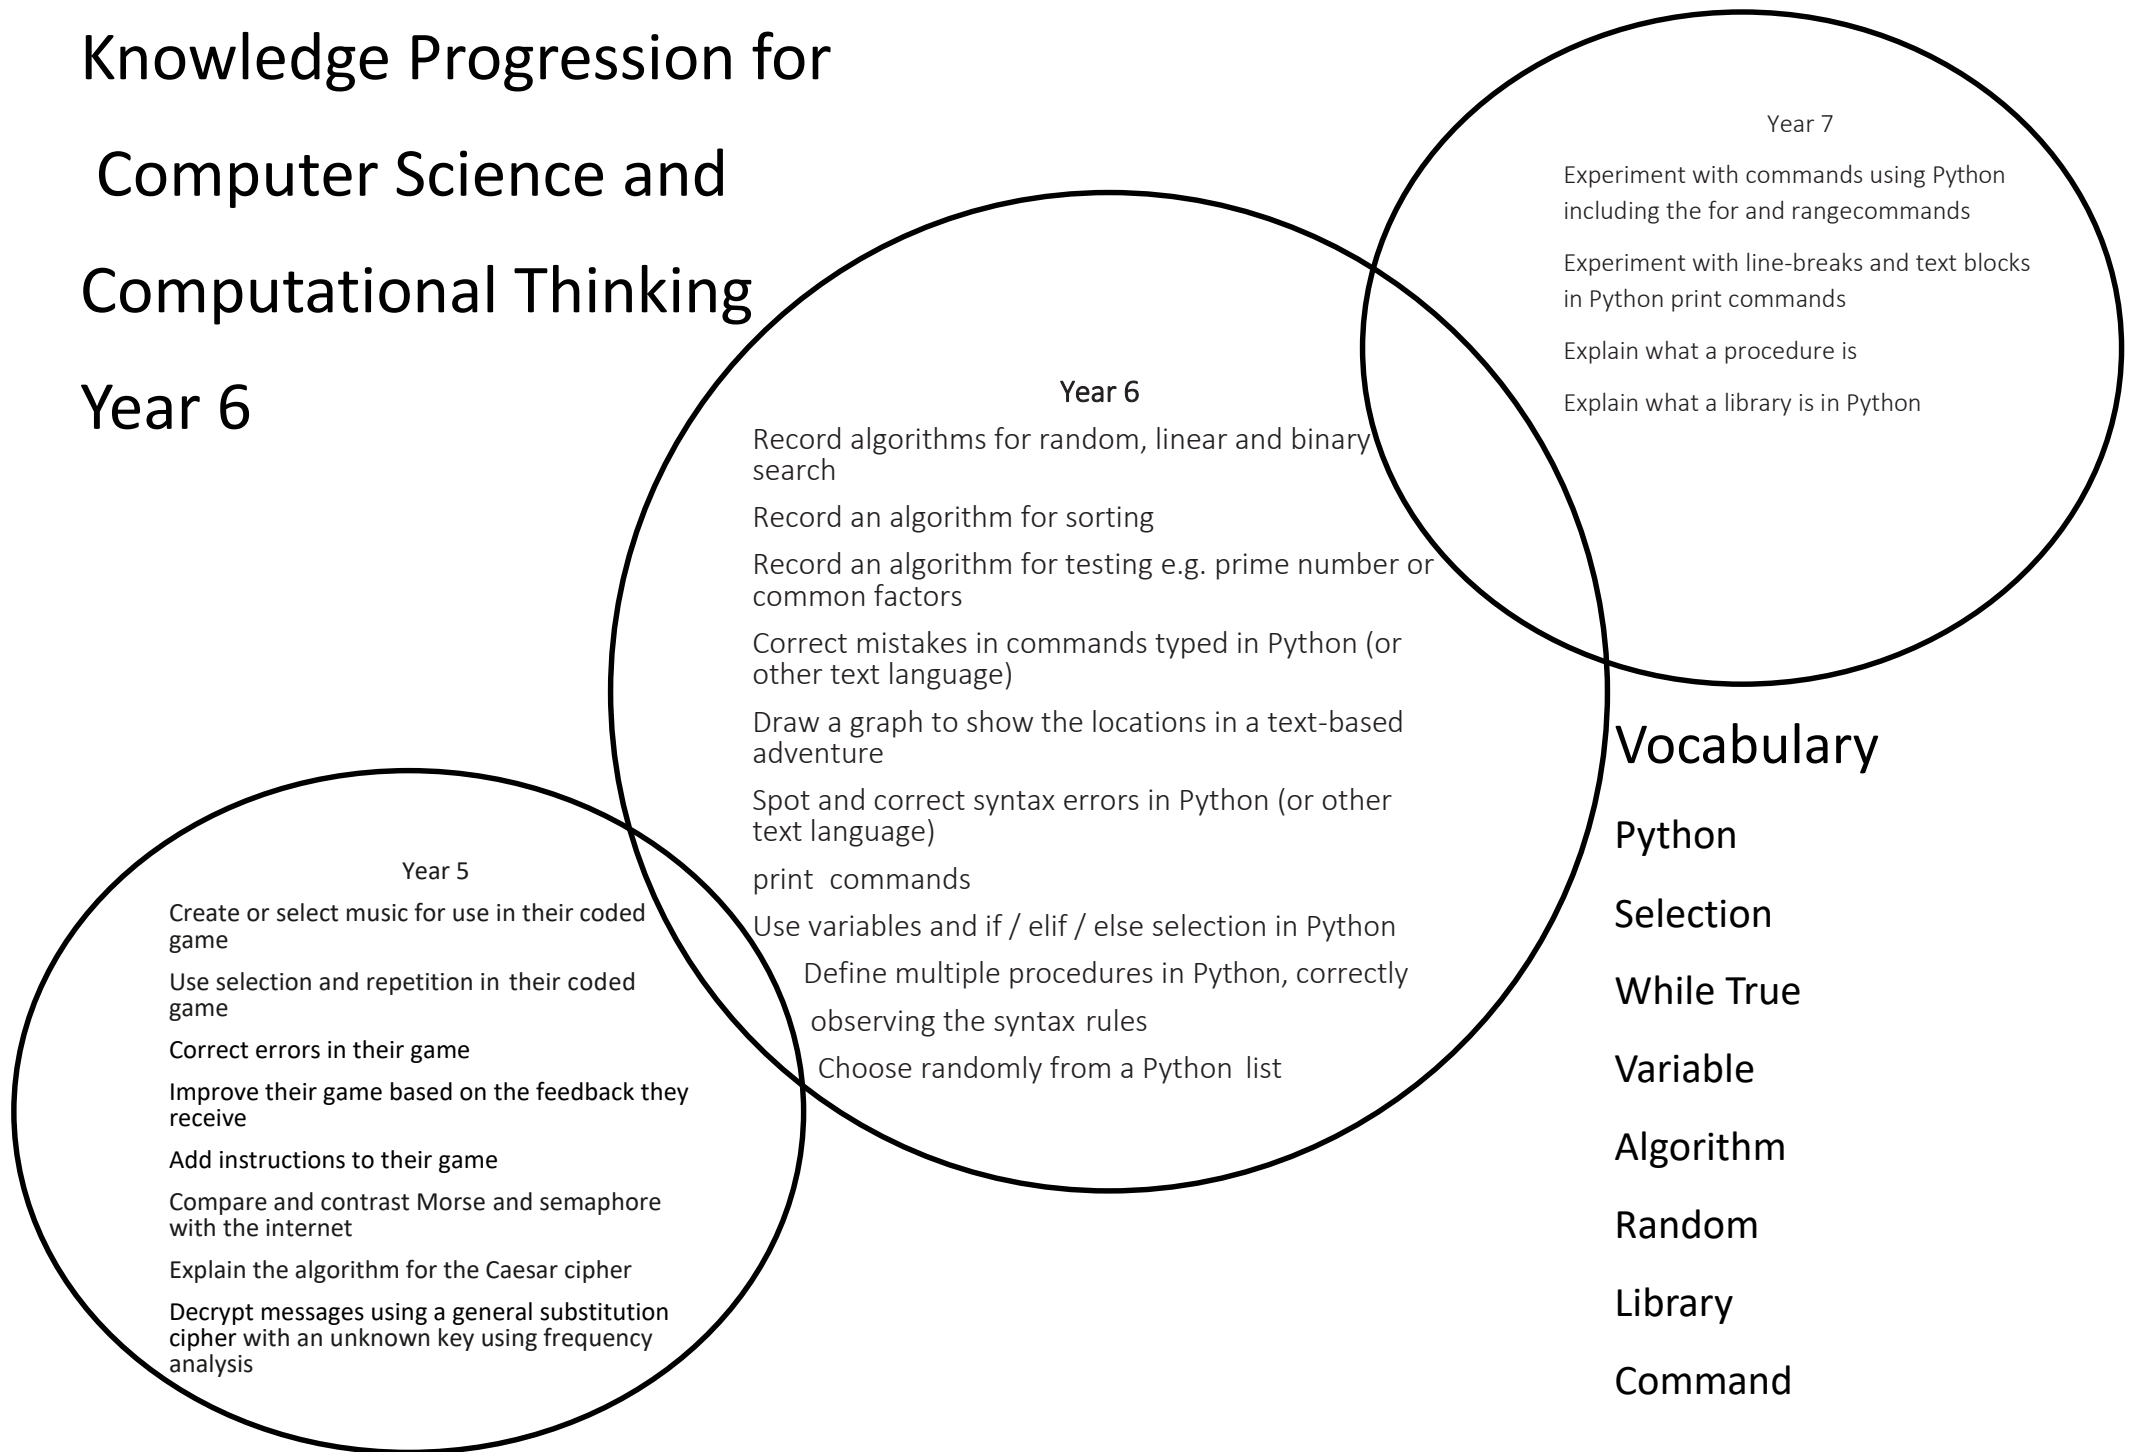 Knowledge Progression for
Computer Science and
Computational Thinking
Year 6
Year 7
Experiment with commands using Python
including the for and rangecommands
Experiment with line-breaks and text blocks
in Python print commands
Explain what a procedure is
Explain what a library is in Python
Year 6
Record algorithms for random, linear and binary
search
Record an algorithm for sorting
Record an algorithm for testing e.g. prime number or
common factors
Correct mistakes in commands typed in Python (or
other text language)
Draw a graph to show the locations in a text-based
adventure
Spot and correct syntax errors in Python (or other
text language)
print commands
Use variables and if / elif / else selection in Python
Define multiple procedures in Python, correctly
observing the syntax rules
Choose randomly from a Python list
Year 5
Create or select music for use in their coded
game
Use selection and repetition in their coded
game
Correct errors in their game
Improve their game based on the feedback they
receive
Add instructions to their game
Compare and contrast Morse and semaphore
with the internet
Explain the algorithm for the Caesar cipher
Decrypt messages using a general substitution
cipher with an unknown key using frequency
analysis
Vocabulary
Python
Selection
While True
Variable
Algorithm
Random
Library
Command